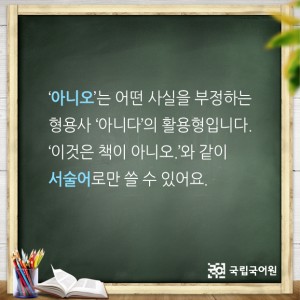 ‘아니오’는 어떤 사실을 부정하는
형용사 ‘아니다’의 활용형입니다.
‘이것은 책이 아니오.’와 같이
서술어로만 쓸 수 있어요.
국립국어원